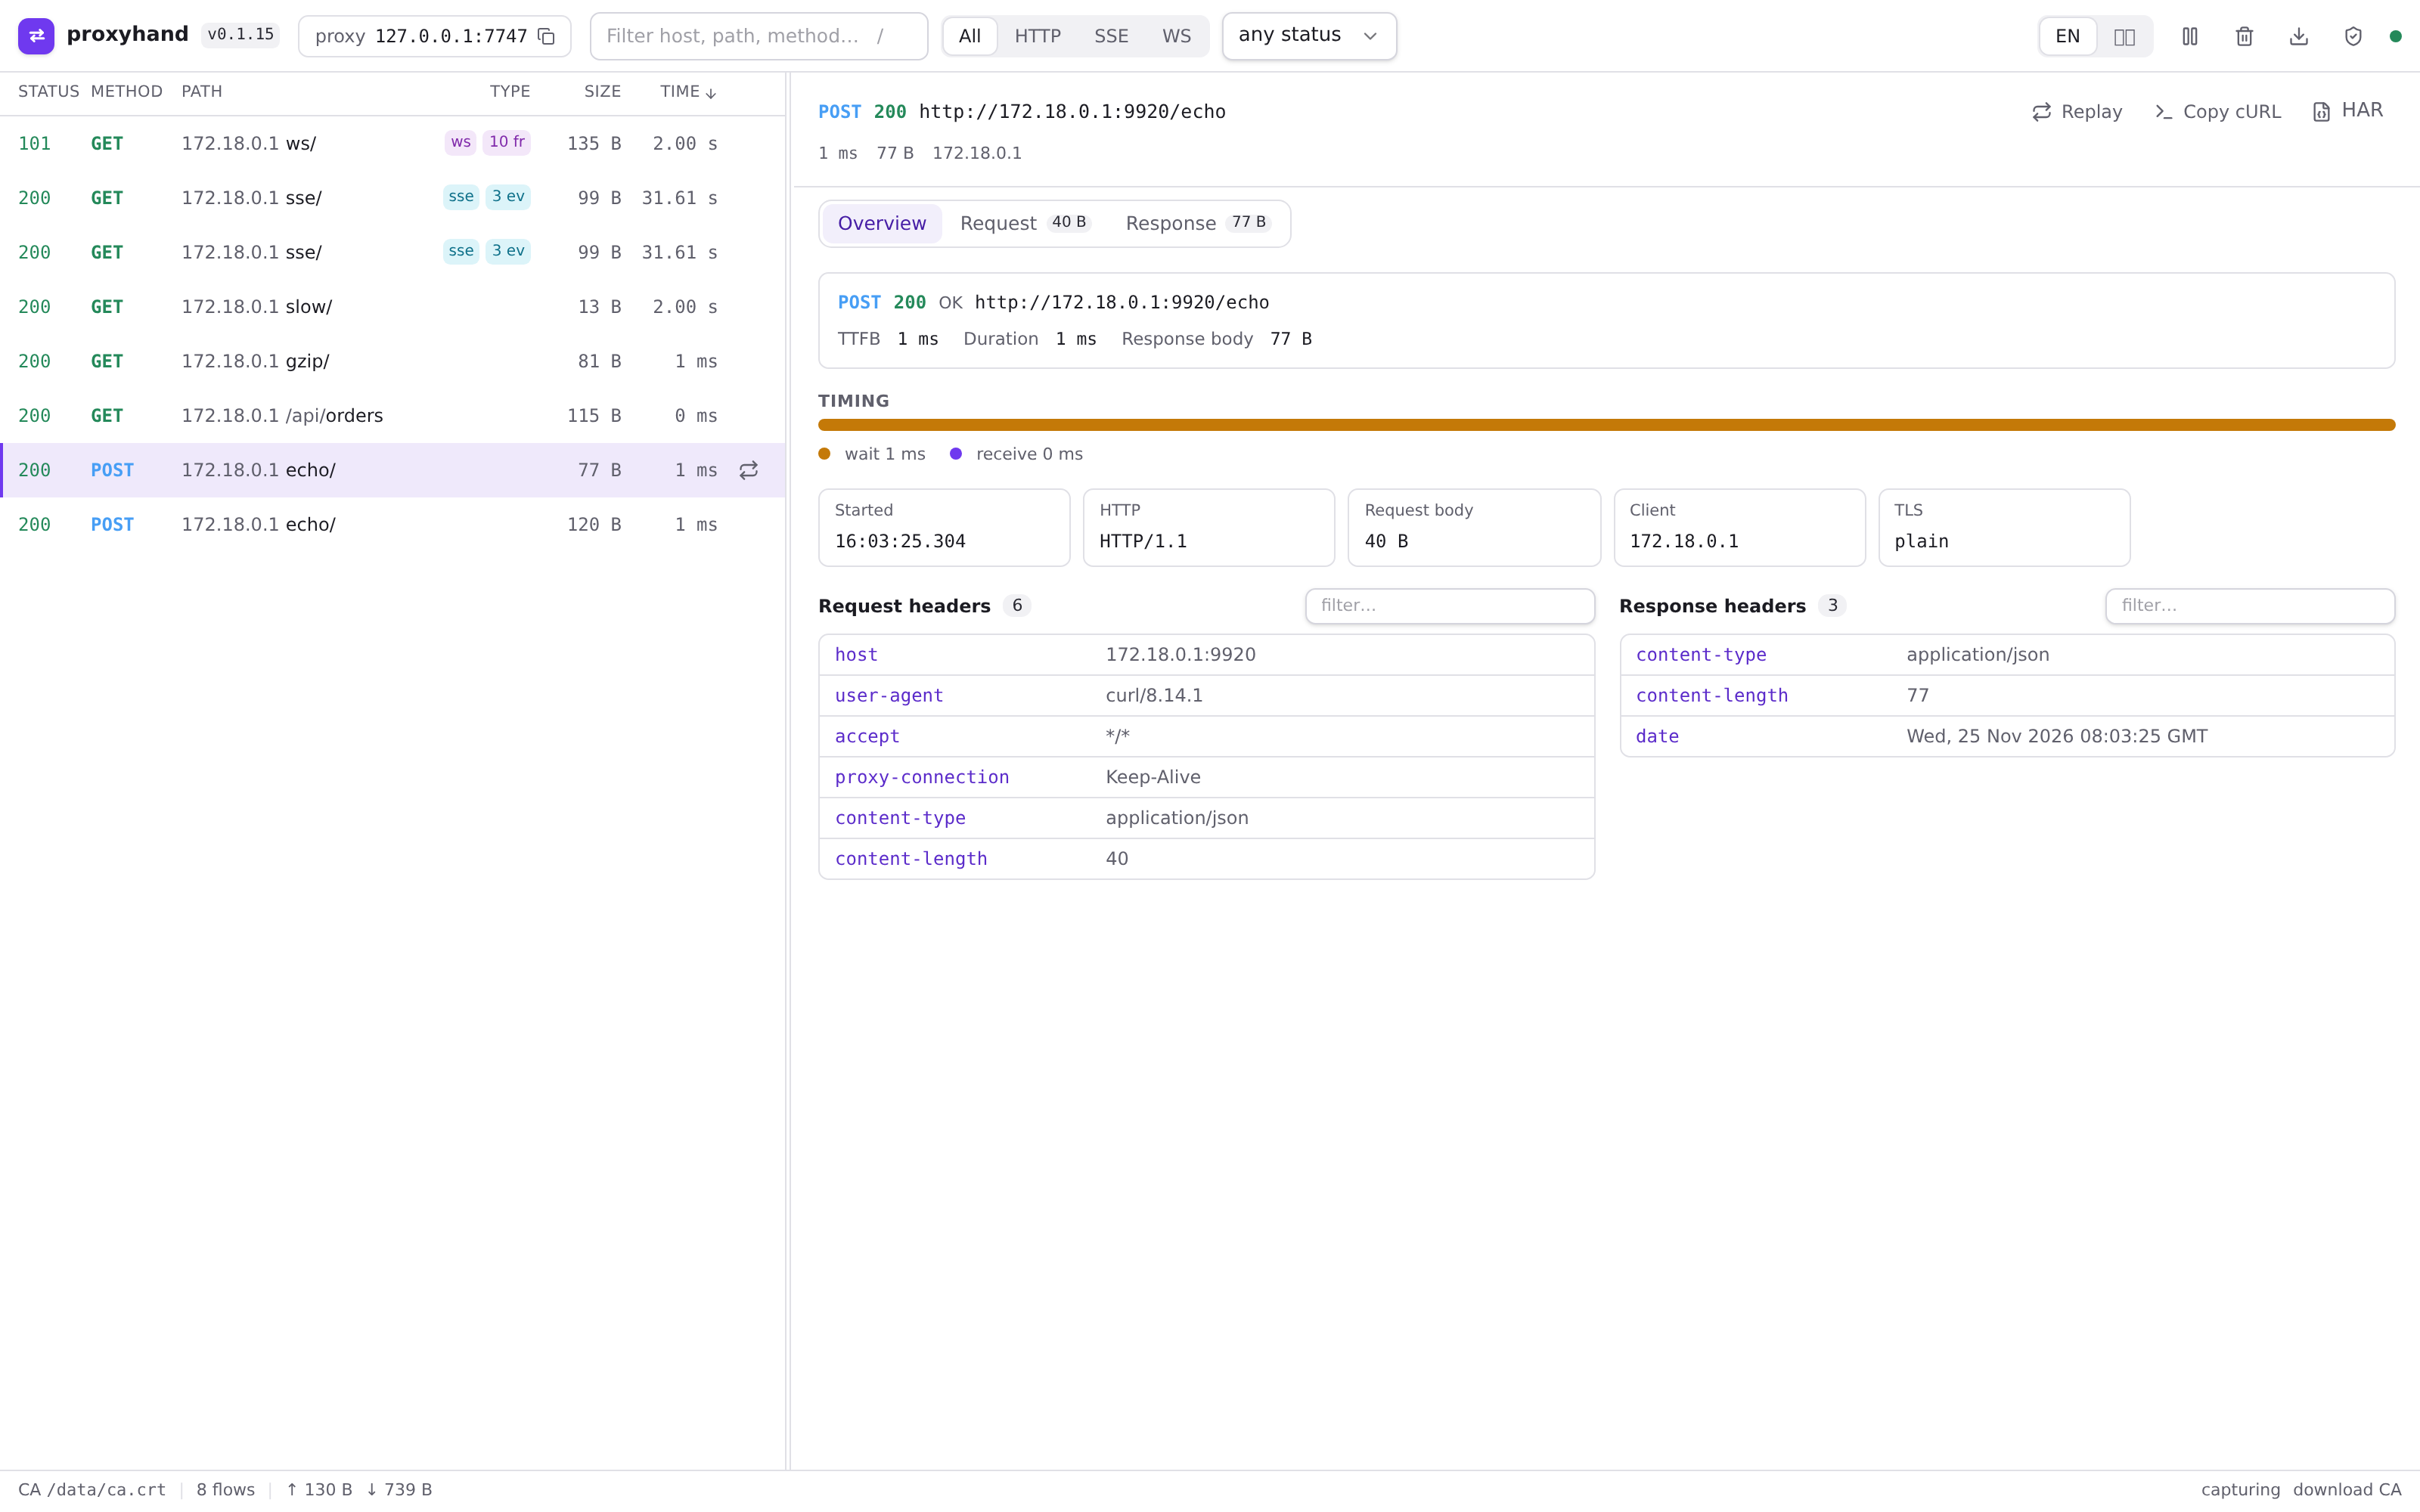 proxyhand v0.1.15 proxy 127.0.0.1:7747 Filter host, path, method... / All HTTP SSE WS any status EN
STATUS METHOD PATH TYPE SIZE TIME ↓
101 GET 172.18.0.1 ws/ ws 10 fr 135 B 2.00 s
200 GET 172.18.0.1 sse/ sse 3 ev 99 B 31.61 s
200 GET 172.18.0.1 sse/ sse 3 ev 99 B 31.61 s
200 GET 172.18.0.1 slow/ 13 B 2.00 s
200 GET 172.18.0.1 gzip/ 81 B 1 ms
200 GET 172.18.0.1 /api/orders 115 B 0 ms
200 POST 172.18.0.1 echo/ 77 B 1 ms
200 POST 172.18.0.1 echo/ 120 B 1 ms
POST 200 http://172.18.0.1:9920/echo Replay Copy cURL HAR
1 ms 77 B 172.18.0.1
Overview Request 40 B Response 77 B
POST 200 OK http://172.18.0.1:9920/echo
TTFB 1 ms Duration 1 ms Response body 77 B
TIMING
wait 1 ms receive 0 ms
Started HTTP Request body Client TLS
16:03:25.304 HTTP/1.1 40 B 172.18.0.1 plain
Request headers 6 filter...
host 172.18.0.1:9920
user-agent curl/8.14.1
accept */*
proxy-connection Keep-Alive
content-type application/json
content-length 40
Response headers 3 filter...
content-type application/json
content-length 77
date Wed, 25 Nov 2026 08:03:25 GMT
CA /data/ca.crt 8 flows ↑ 130 B ↓ 739 B capturing download CA